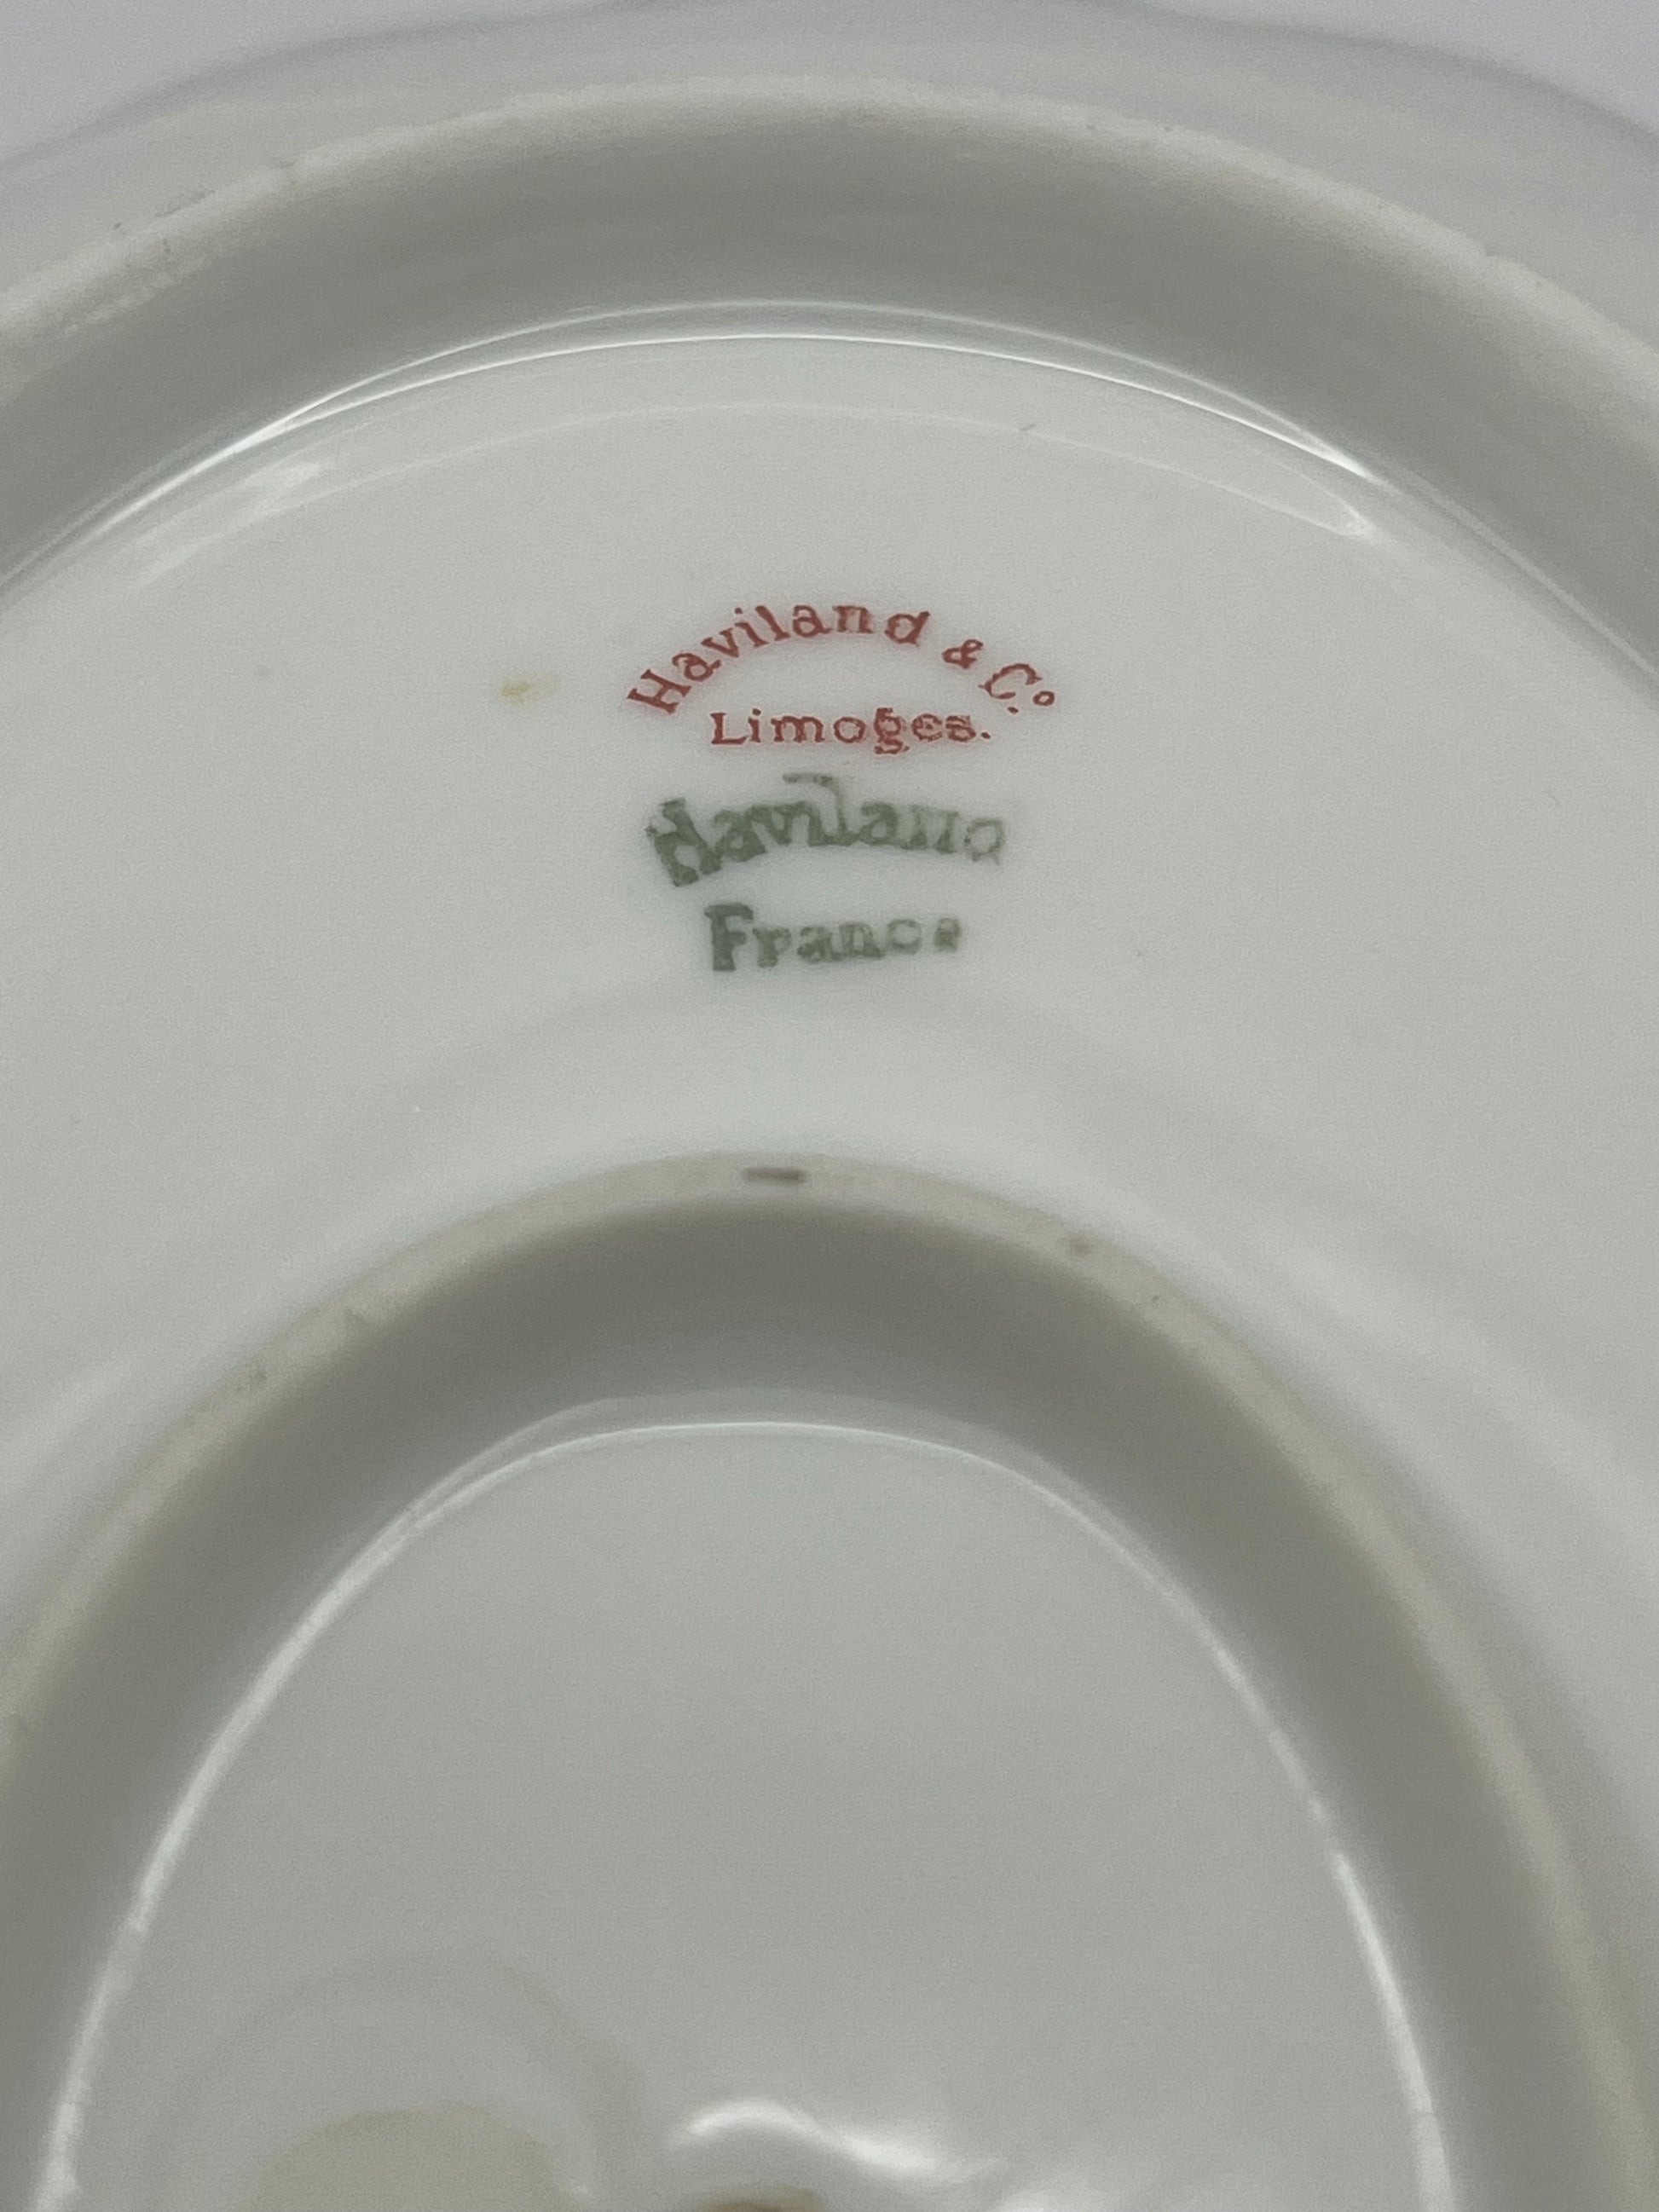 Haviland & Cº
Limoges.
Haviland
France